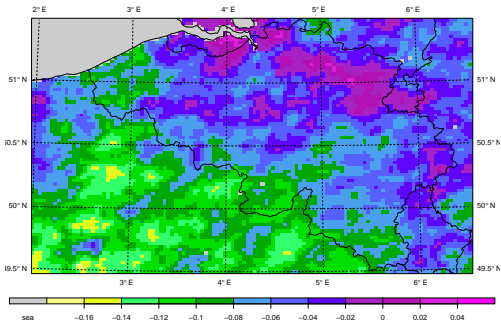 2° E 3° E 4° E 5° E 6° E
51° N 51° N
50.5° N 50.5° N
50° N 50° N
49.5° N 49.5° N
3° E 4° E 5° E 6° E
sea −0.16 −0.14 −0.12 −0.1 −0.08 −0.06 −0.04 −0.02 0 0.02 0.04